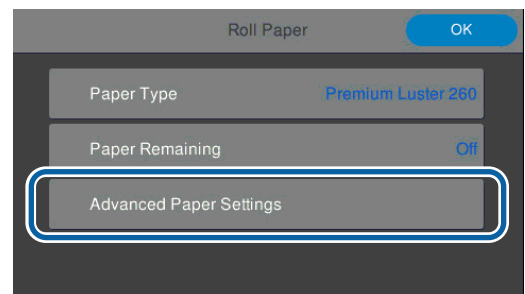 Roll Paper OK
Paper Type Premium Luster 260
Paper Remaining Off
Advanced Paper Settings